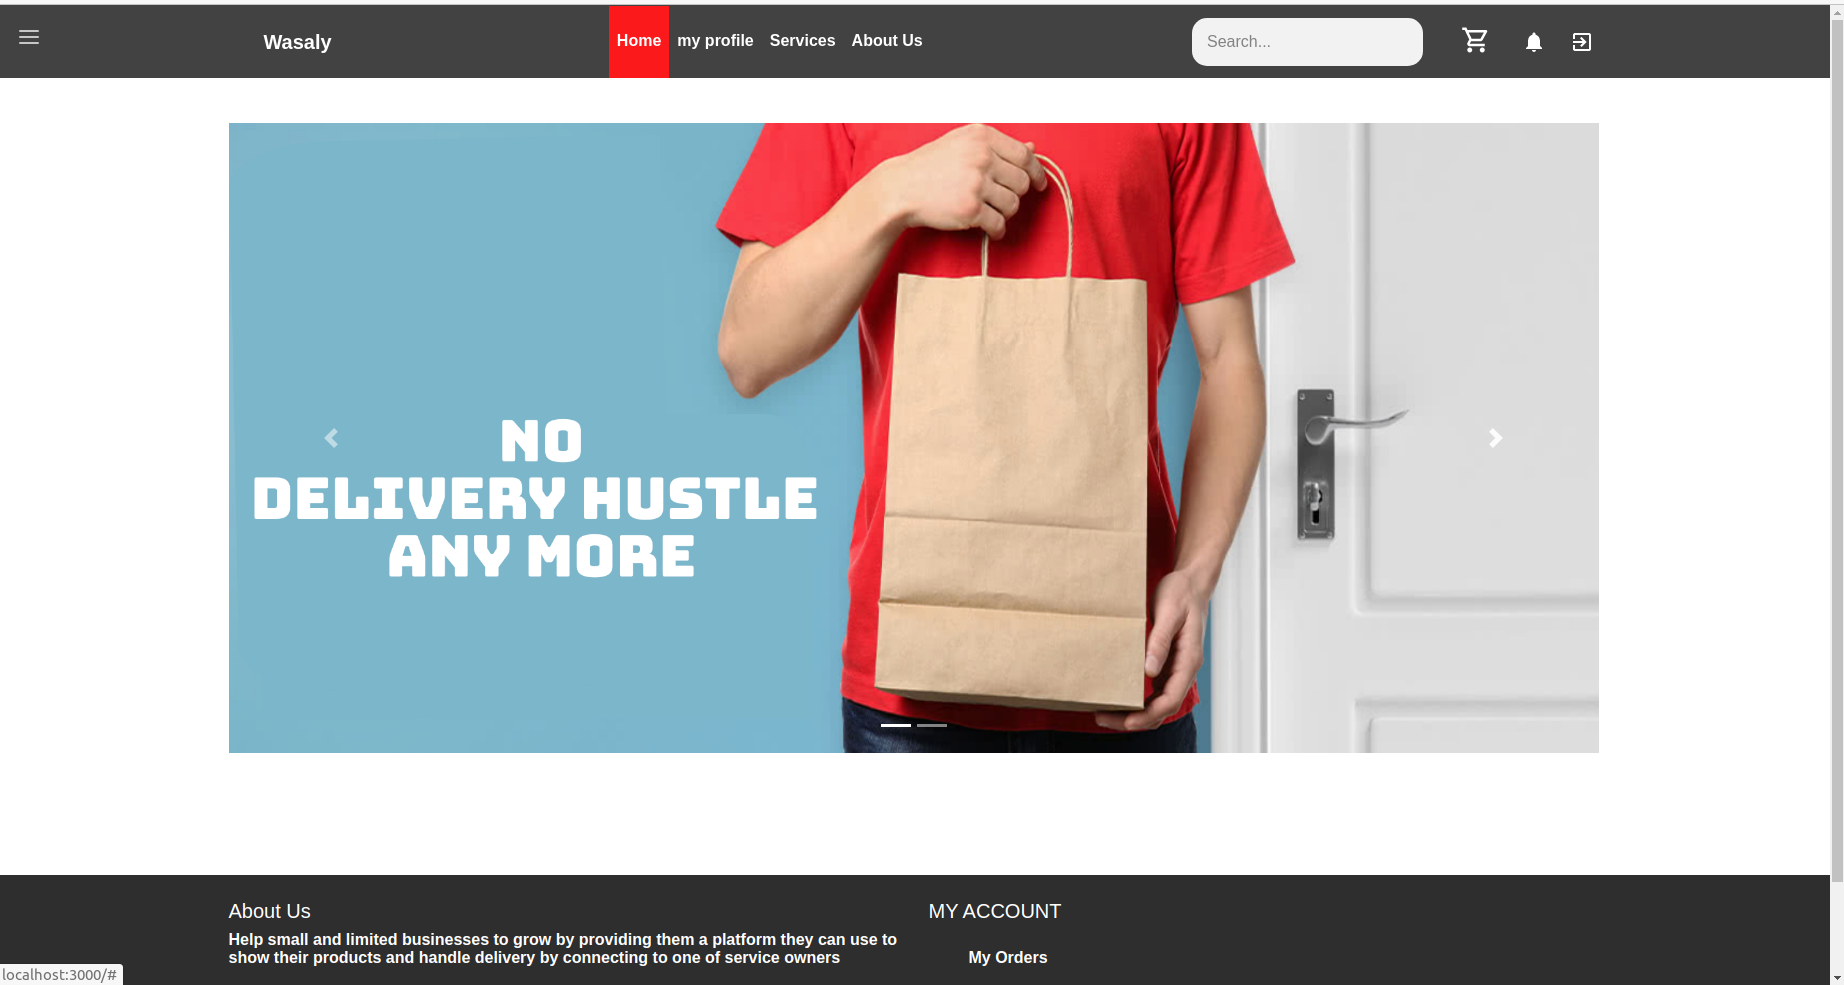 Wasaly
Home my profile Services About Us
Search...
NO
DELIVERY HUSTLE
ANY MORE
About Us
Help small and limited businesses to grow by providing them a platform they can use to
show their products and handle delivery by connecting to one of service owners
MY ACCOUNT
My Orders
localhost:3000/#